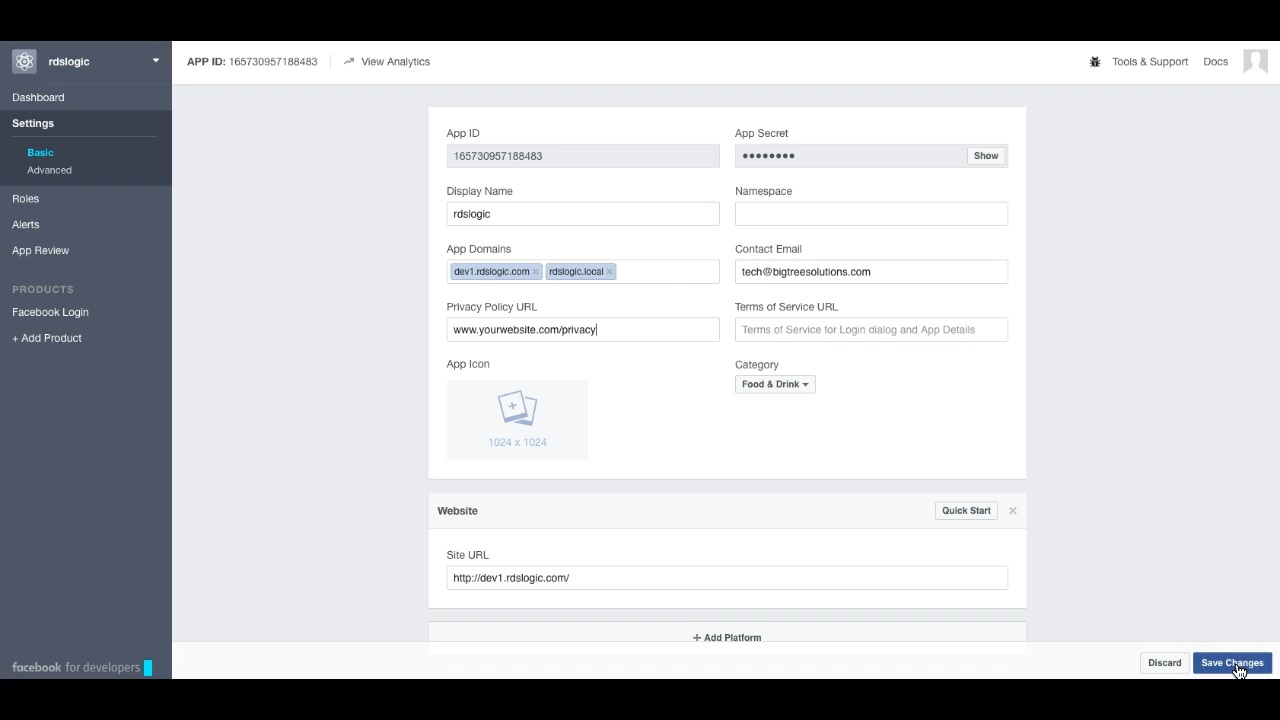 rdslogic
APP ID: 165730957188483
View Analytics
Tools & Support
Docs
Dashboard
Settings
Basic
Advanced
Roles
Alerts
App Review
PRODUCTS
Facebook Login
+ Add Product
facebook for developers
App ID
165730957188483
App Secret
••••••••
Show
Display Name
rdslogic
Namespace
App Domains
dev1.rdslogic.com ×
rdslogic.local ×
Contact Email
tech@bigtreesolutions.com
Privacy Policy URL
www.yourwebsite.com/privacy
Terms of Service URL
Terms of Service for Login dialog and App Details
App Icon
1024 x 1024
Category
Food & Drink
Website
Quick Start
×
Site URL
http://dev1.rdslogic.com/
+ Add Platform
Discard
Save Changes